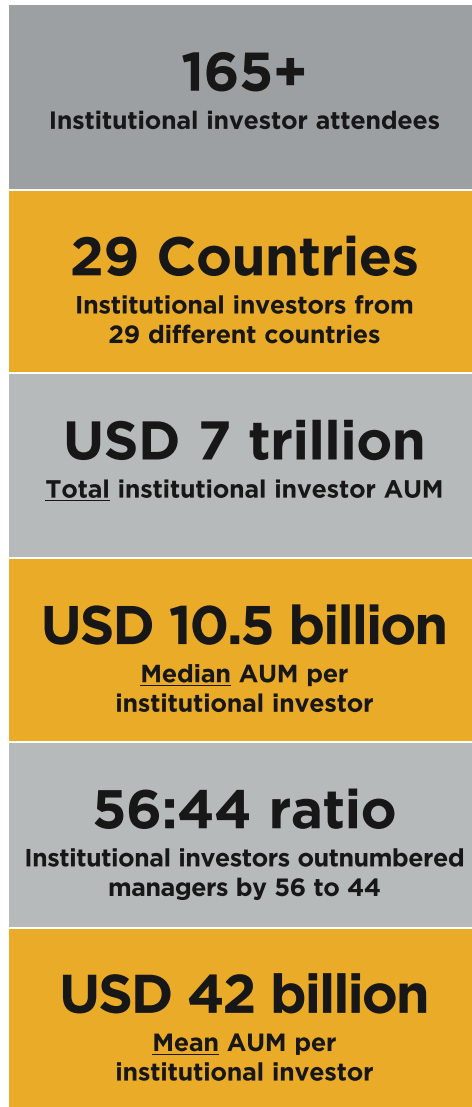 165+
Institutional investor attendees
29 Countries
Institutional investors from
29 different countries
USD 7 trillion
Total institutional investor AUM
USD 10.5 billion
Median AUM per
institutional investor
56:44 ratio
Institutional investors outnumbered
managers by 56 to 44
USD 42 billion
Mean AUM per
institutional investor